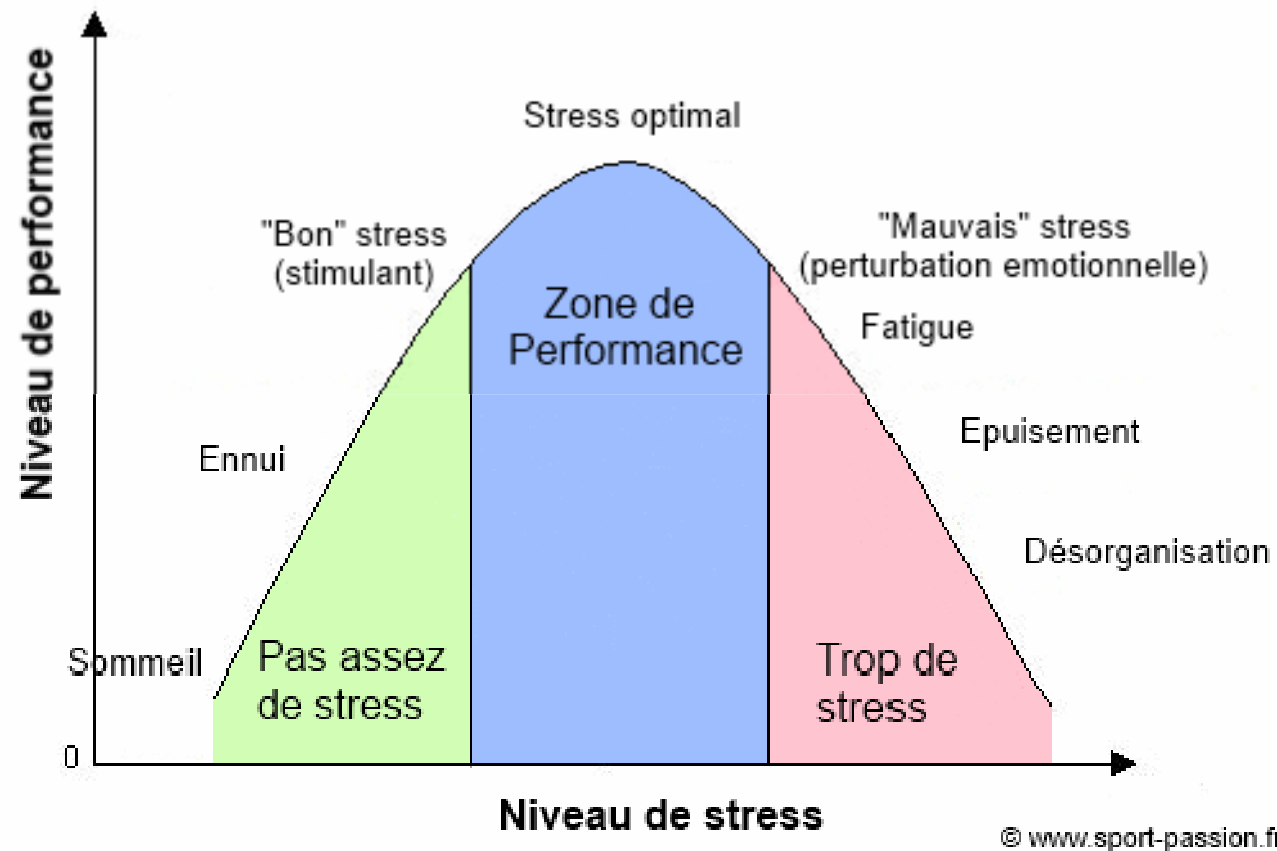 Niveau de performance
Stress optimal
"Bon" stress
(stimulant)
"Mauvais" stress
(perturbation emotionnelle)
Zone de
Performance
Fatigue
Epuisement
Ennui
Désorganisation
Sommeil
Pas assez
de stress
Trop de
stress
0
Niveau de stress
© www.sport-passion.fr